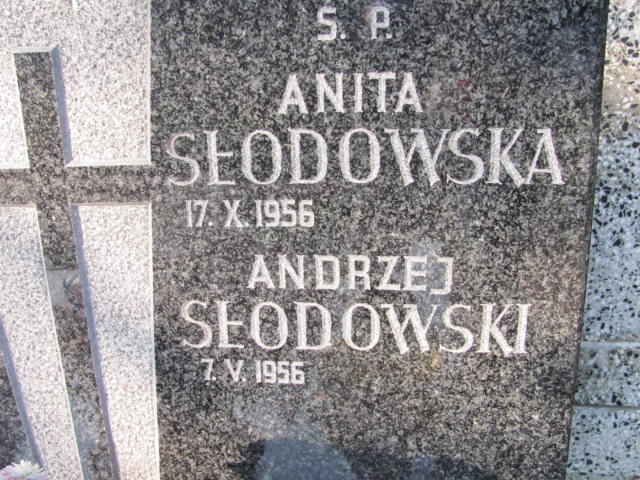 S. P.
ANITA
SŁODOWSKA
17. X. 1956
ANDRZEJ
SŁODOWSKI
7. V. 1956